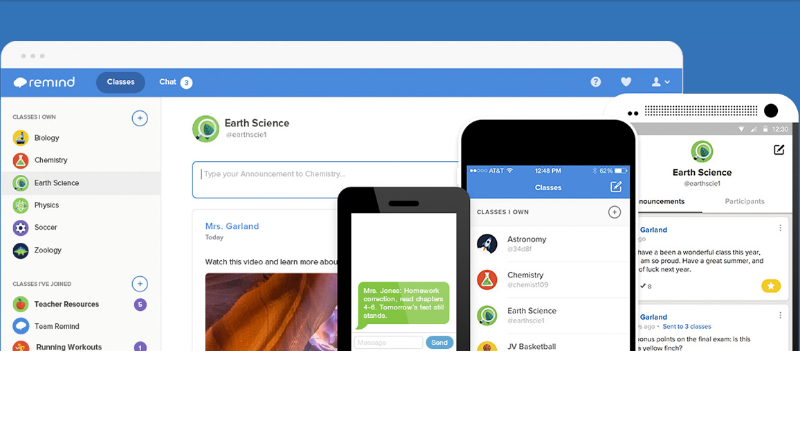 remind
Classes
Chat 3
CLASSES I OWN
Biology
Chemistry
Earth Science
Physics
Soccer
Zoology
CLASSES I'VE JOINED
Teacher Resources 5
Team Remind
Running Workouts 1
Earth Science
@earthscie1
Type your Announcement to Chemistry...
Mrs. Garland
Today
Watch this video and learn more abou
Mrs. Jones: Homework
correction, read chapters
4-6. Tomorrow's test still
stands.
Message
Send
AT&T
12:48 PM
62%
Classes
CLASSES I OWN
Astronomy
@34d8f
Chemistry
@chemist109
Earth Science
@earthscie1
JV Basketball
12:30
Earth Science
@earthscie1
nouncements
Participants
Garland
go
have a been a wonderful class this year,
am so proud. Have a great summer, and
of luck next year.
8
Garland
es ago • Sent to 3 classes
onus points on the final exam: is this
a yellow finch?